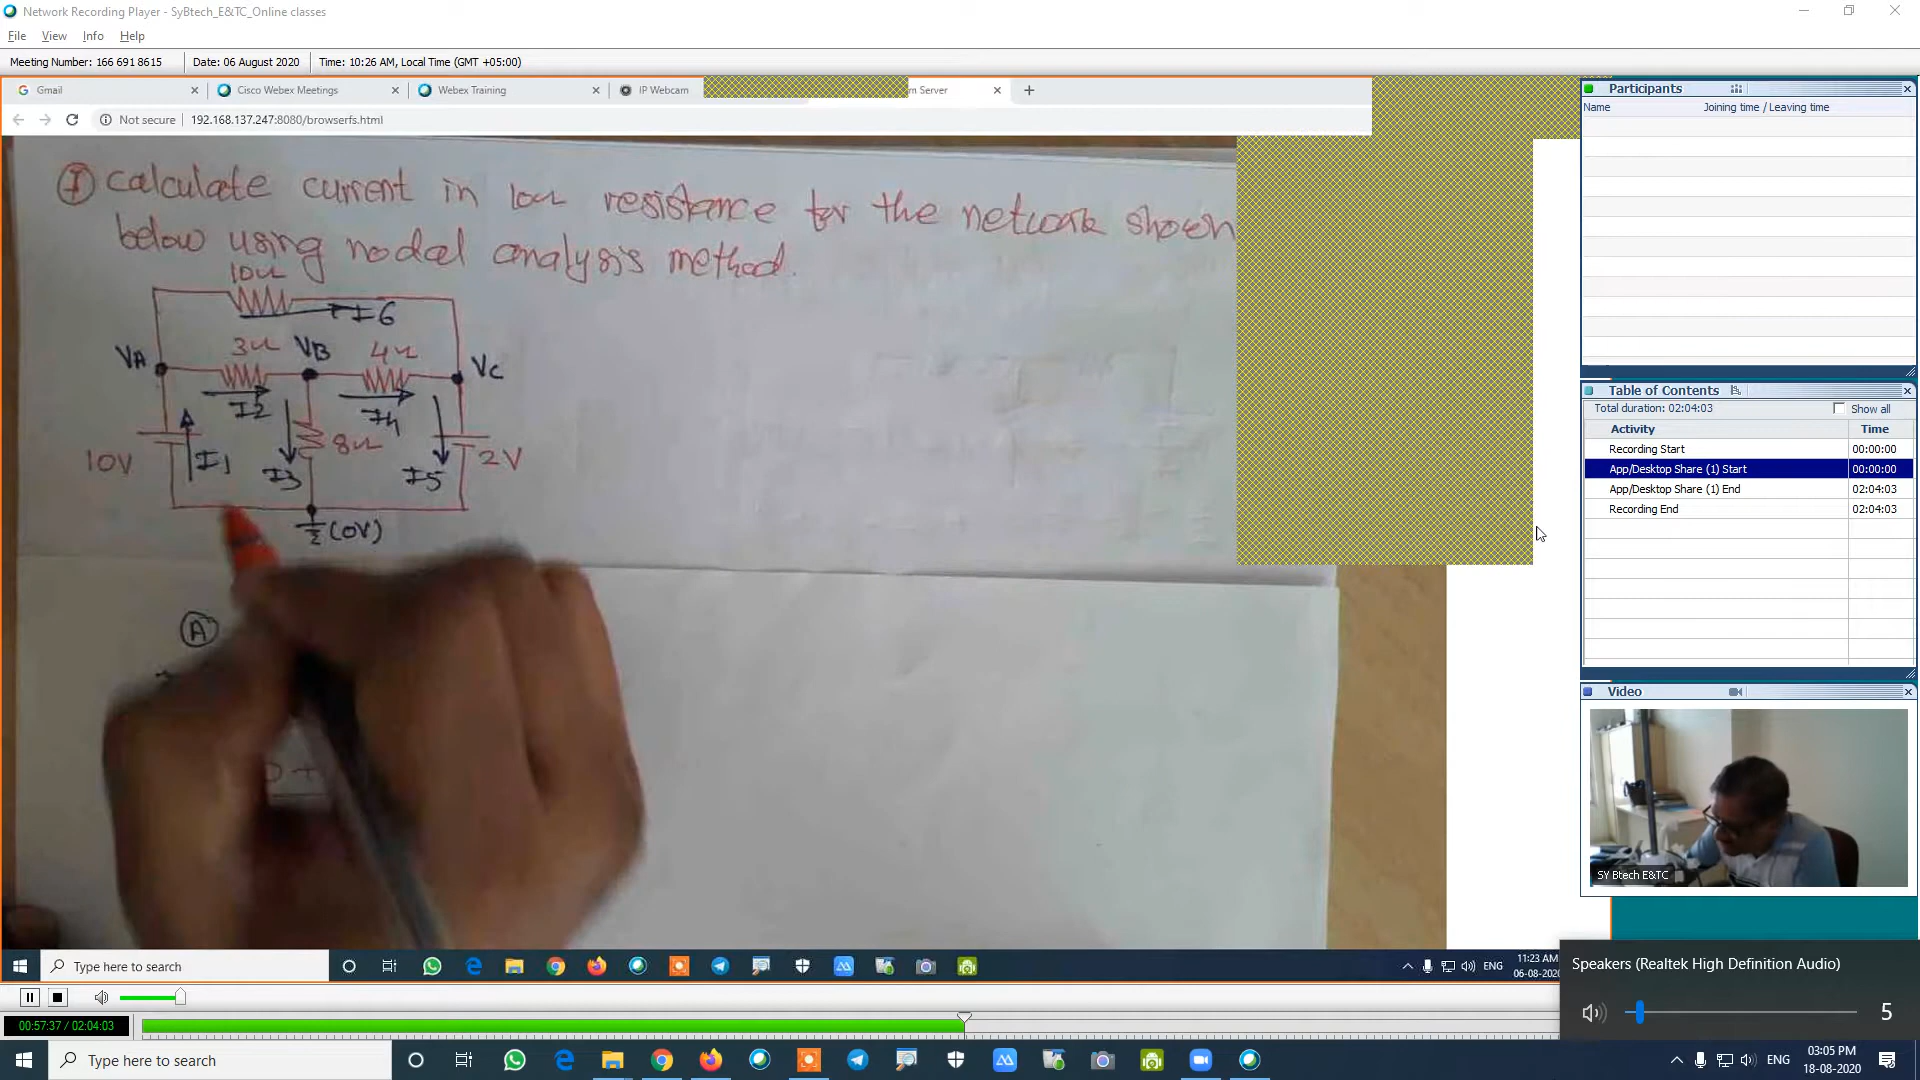 Network Recording Player - SyBtech_E&TC_Online classes
File View Info Help
Meeting Number: 166 691 8615 Date: 06 August 2020 Time: 10:26 AM, Local Time (GMT +05:00)
Gmail Cisco Webex Meetings Webex Training IP Webcam rn Server
Not secure 192.168.137.247:8080/browserfs.html
① Calculate current in 10Ω resistance for the network shown
below using nodal analysis method.
10Ω
I6
VA 3Ω VB 4Ω VC
I2 I4
10V I1 I3 8Ω I5 2V
(0V)
Ⓐ
Participants
Name Joining time / Leaving time
Table of Contents
Total duration: 02:04:03 Show all
Activity Time
Recording Start 00:00:00
App/Desktop Share (1) Start 00:00:00
App/Desktop Share (1) End 02:04:03
Recording End 02:04:03
Video
SY Btech E&TC
Type here to search
ENG 11:23 AM
06-08-2020
Speakers (Realtek High Definition Audio)
5
00:57:37 / 02:04:03
Type here to search
ENG 03:05 PM
18-08-2020